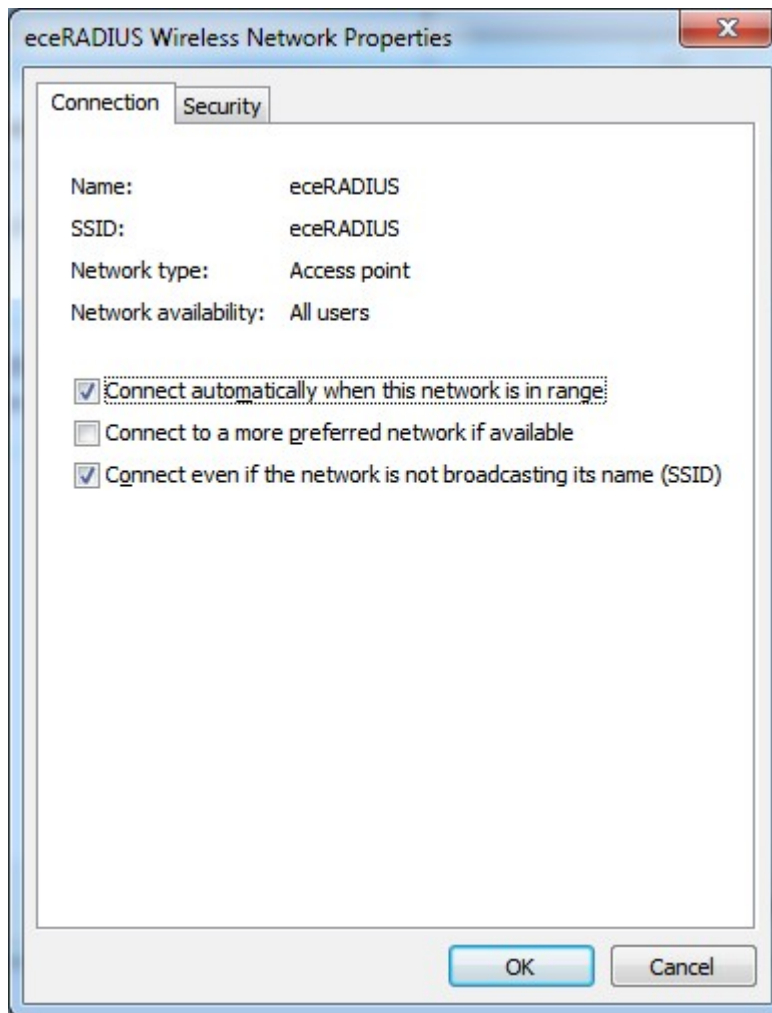 eceRADIUS Wireless Network Properties
Connection Security
Name: eceRADIUS
SSID: eceRADIUS
Network type: Access point
Network availability: All users
Connect automatically when this network is in range
Connect to a more preferred network if available
Connect even if the network is not broadcasting its name (SSID)
OK Cancel